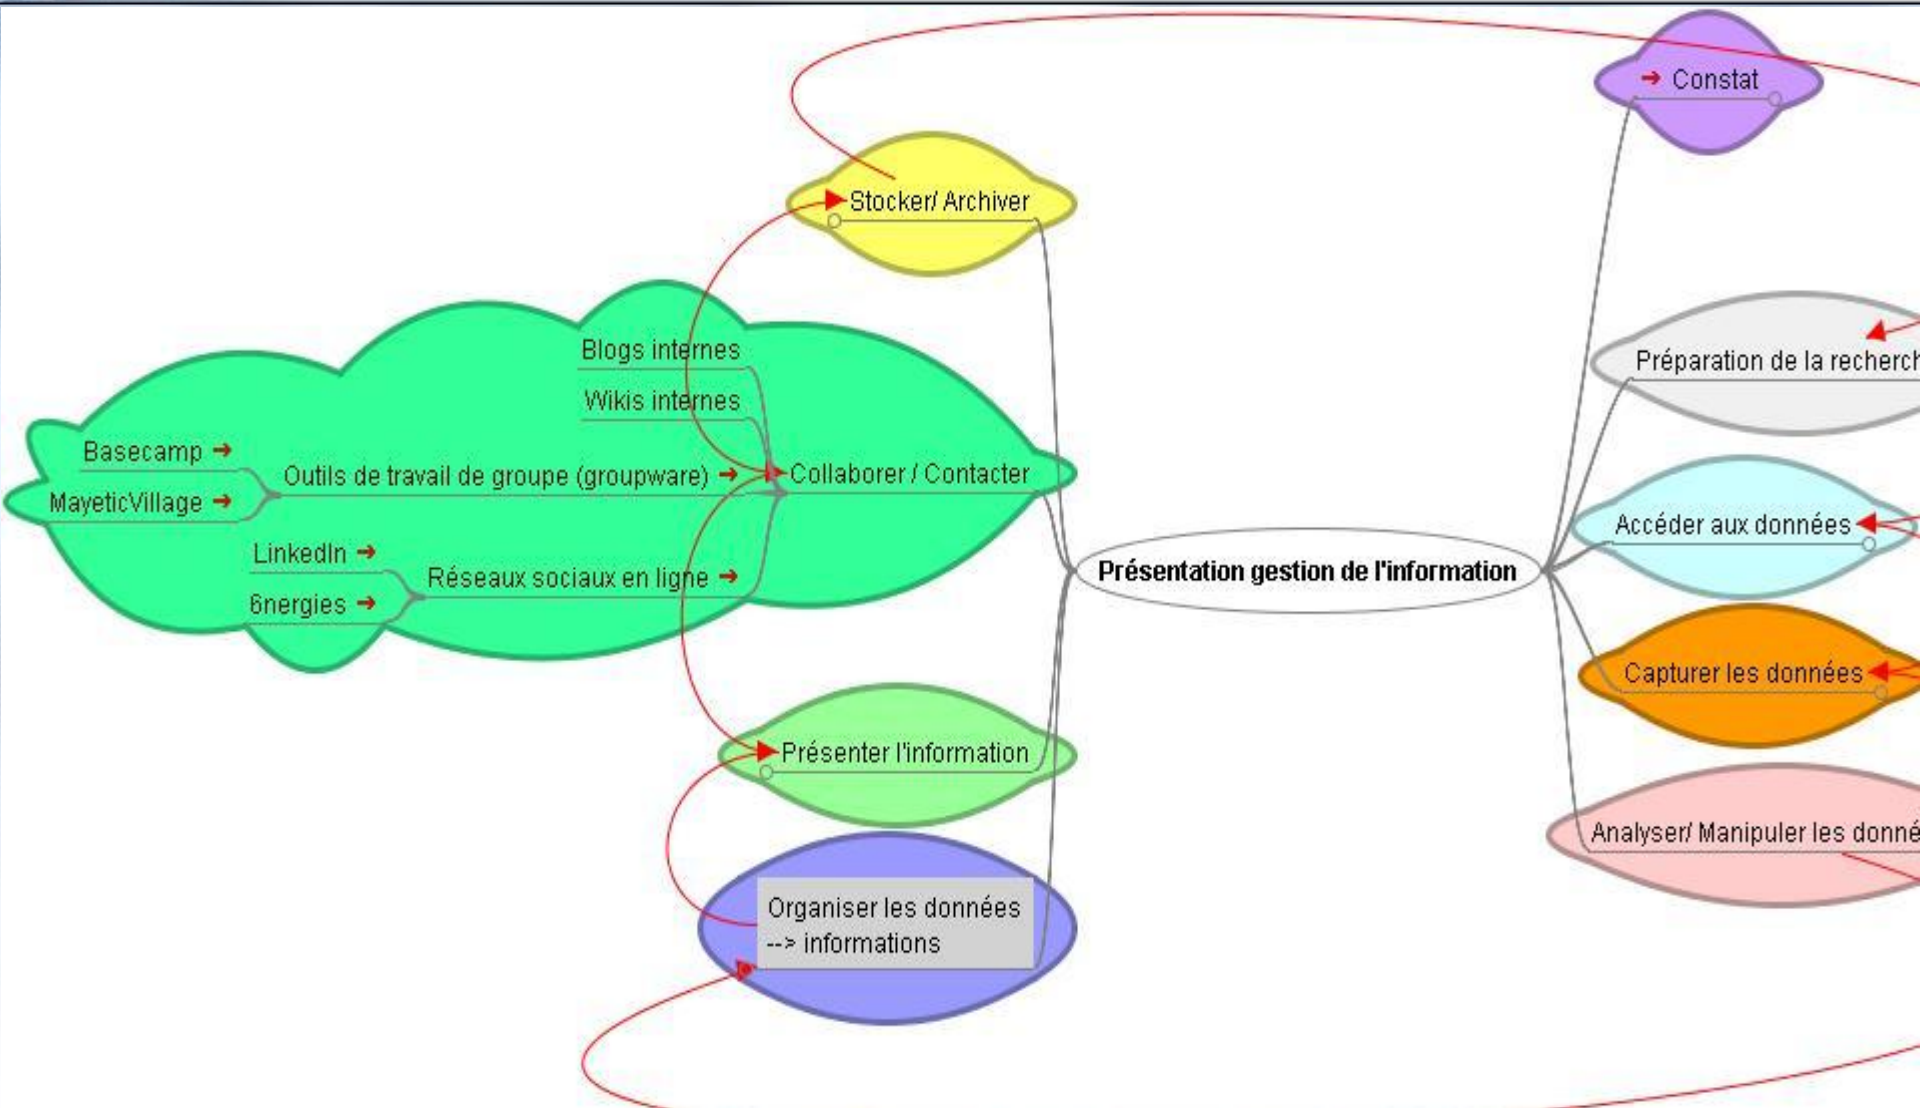 Constat
Stocker/ Archiver
Blogs internes
Préparation de la recherch
Wikis internes
Basecamp
Outils de travail de groupe (groupware)
Collaborer / Contacter
MayeticVillage
Accéder aux données
LinkedIn
Réseaux sociaux en ligne
Présentation gestion de l'information
6nergies
Capturer les données
Présenter l'information
Analyser/ Manipuler les donné
Organiser les données
--> informations